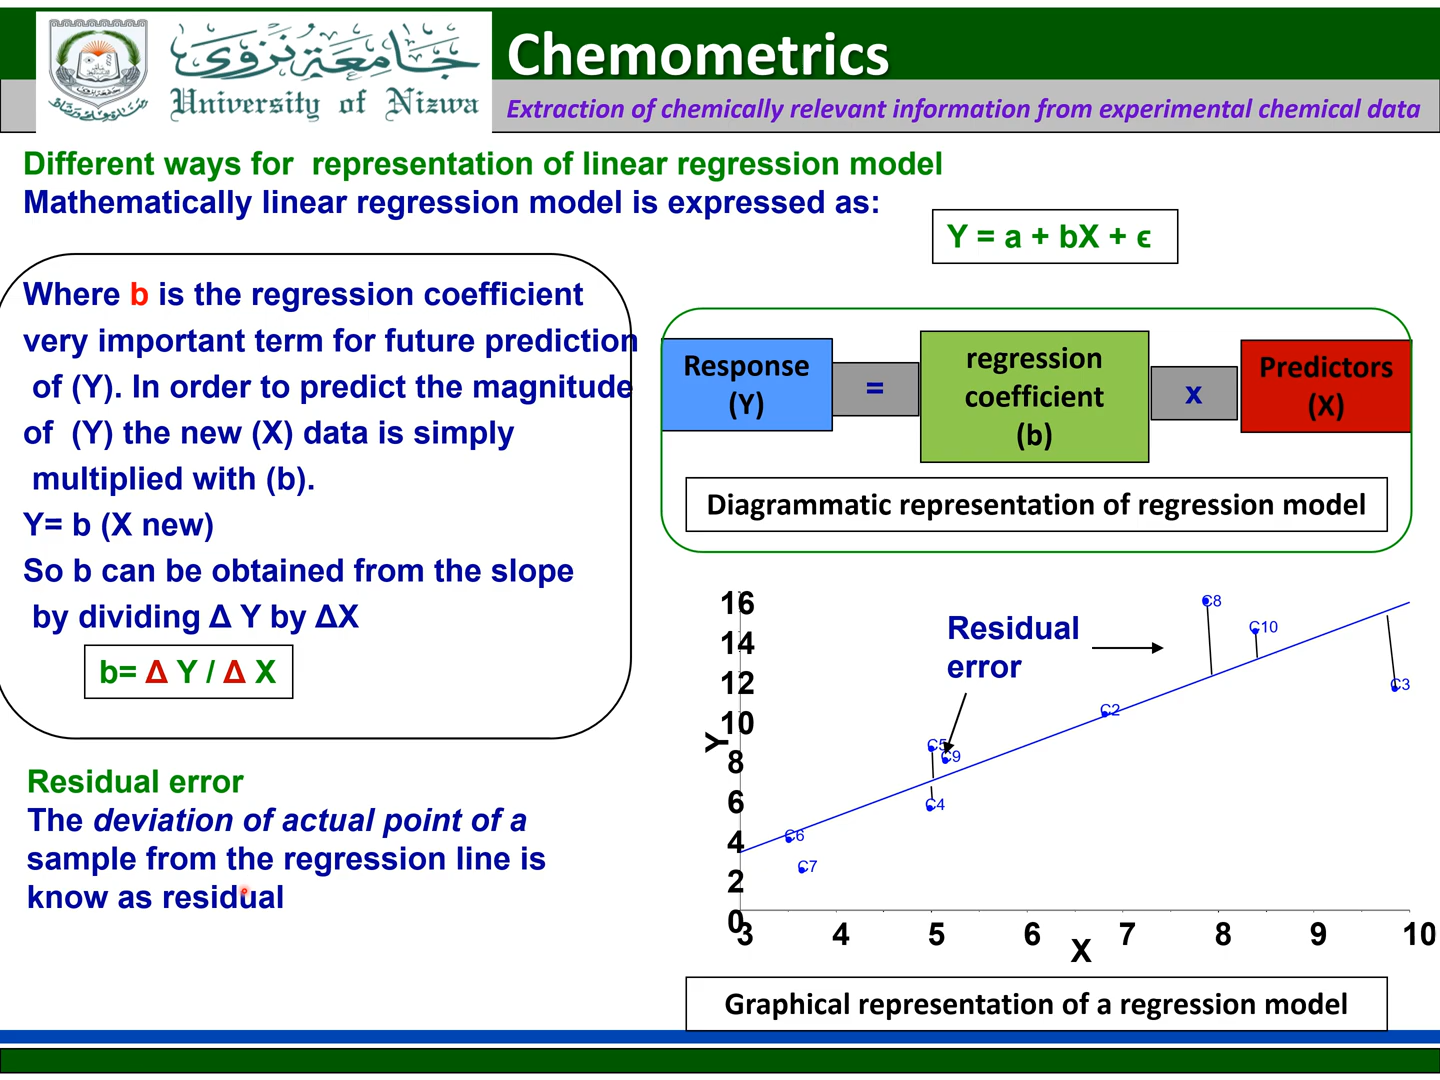 جامعة نزوى
University of Nizwa
Chemometrics
Extraction of chemically relevant information from experimental chemical data
Different ways for representation of linear regression model
Mathematically linear regression model is expressed as:
Y = a + bX + ϵ
Where b is the regression coefficient
very important term for future prediction
of (Y). In order to predict the magnitude
of (Y) the new (X) data is simply
multiplied with (b).
Y= b (X new)
So b can be obtained from the slope
by dividing Δ Y by ΔX
b= Δ Y / Δ X
Residual error
The deviation of actual point of a
sample from the regression line is
know as residual
Response
(Y)
=
regression
coefficient
(b)
x
Predictors
(X)
Diagrammatic representation of regression model
16
14
12
10
8
6
4
2
0
Y
Residual
error
C8
C10
C3
C2
C5
C9
C4
C6
C7
3 4 5 6 7 8 9 10
X
Graphical representation of a regression model